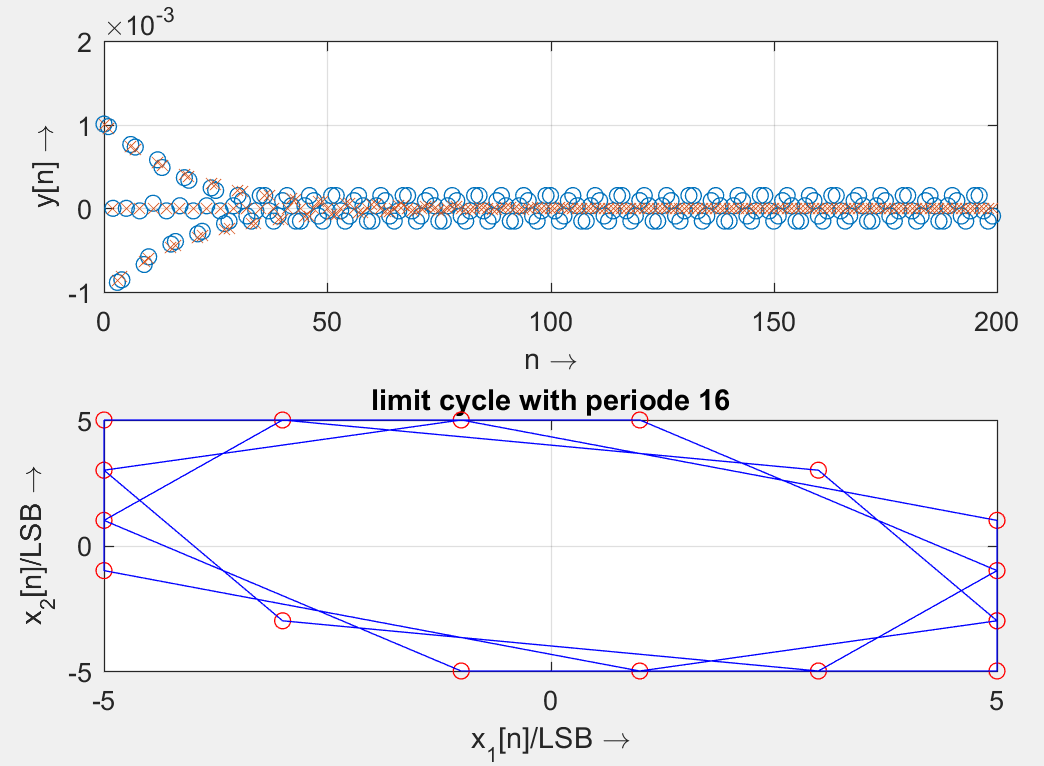 ×10⁻³
2
1
0
-1
y[n] →
0 50 100 150 200
n →
limit cycle with periode 16
5
0
-5
x₂[n]/LSB →
-5 0 5
x₁[n]/LSB →